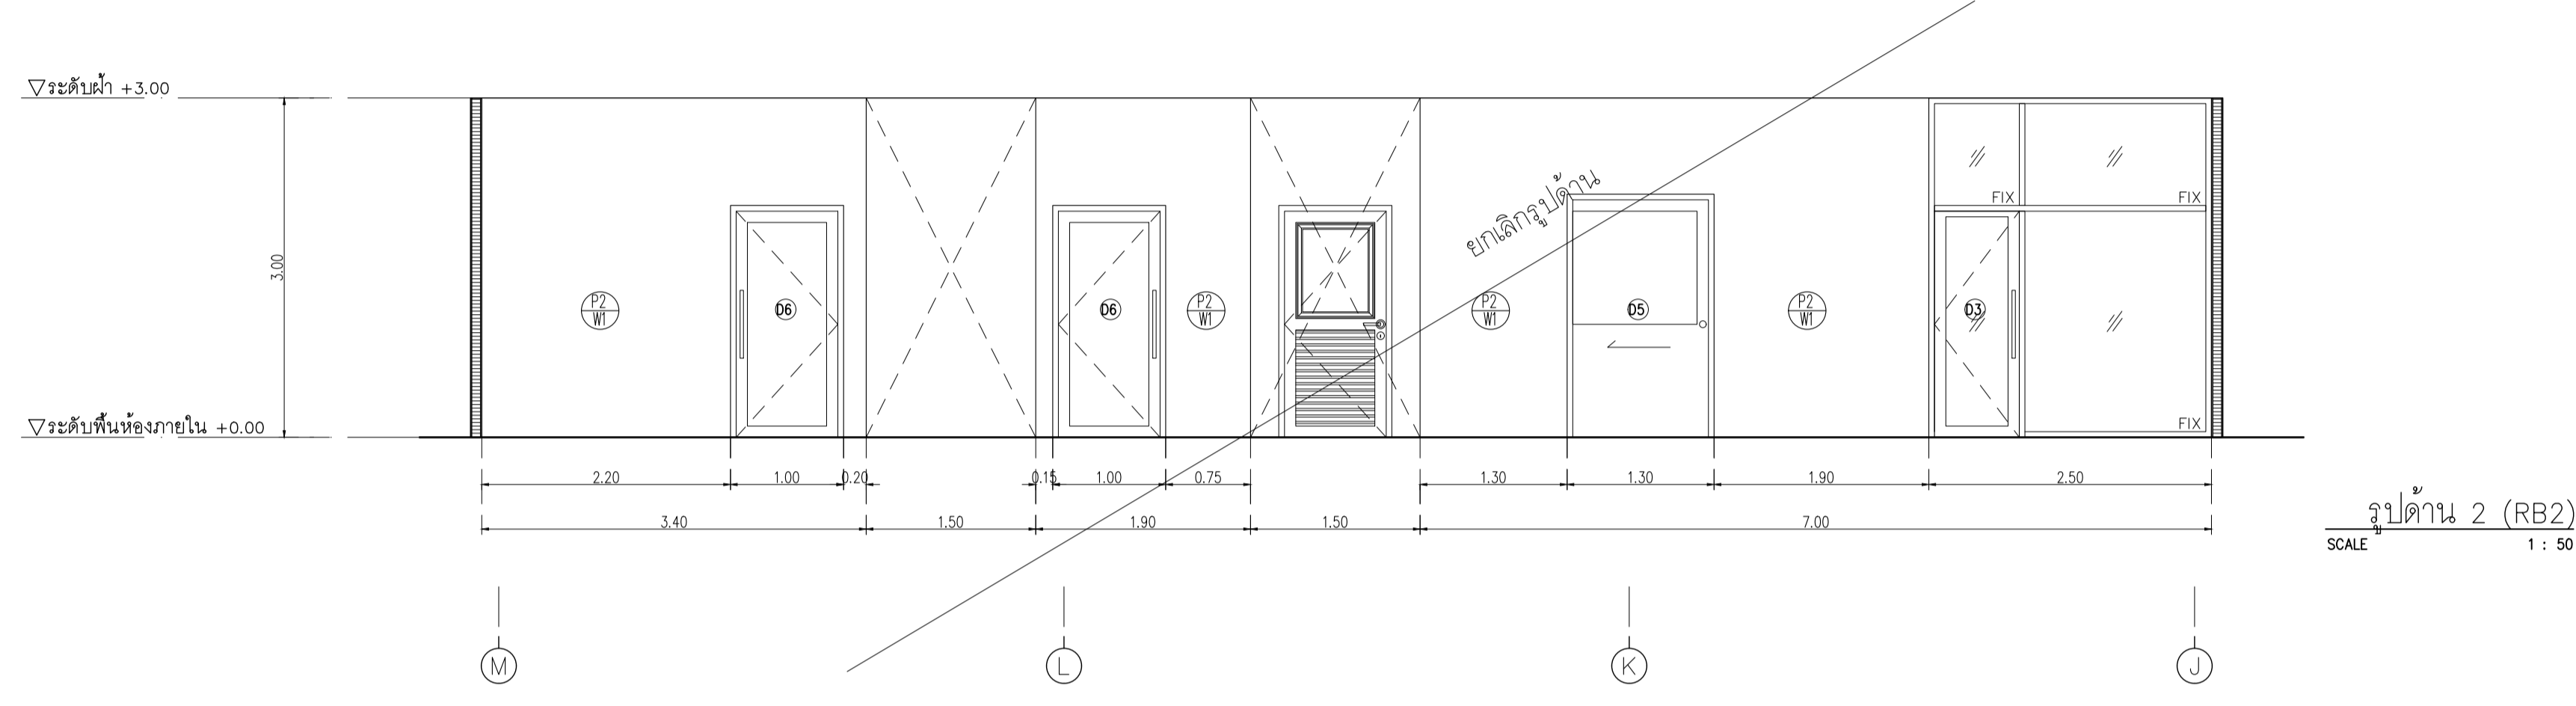 ▽ระดับฝ้า +3.00
ยกเลิกรูปด้าน
FIX FIX
3.00
P2
W1
D6
D6
P2
W1
P2
W1
D5
P2
W1
D3
▽ระดับพื้นห้องภายใน +0.00
FIX
2.20 1.00 0.20 0.15 1.00 0.75 1.30 1.30 1.90 2.50
3.40 1.50 1.90 1.50 7.00
รูปด้าน 2 (RB2)
SCALE 1 : 50
M L K J